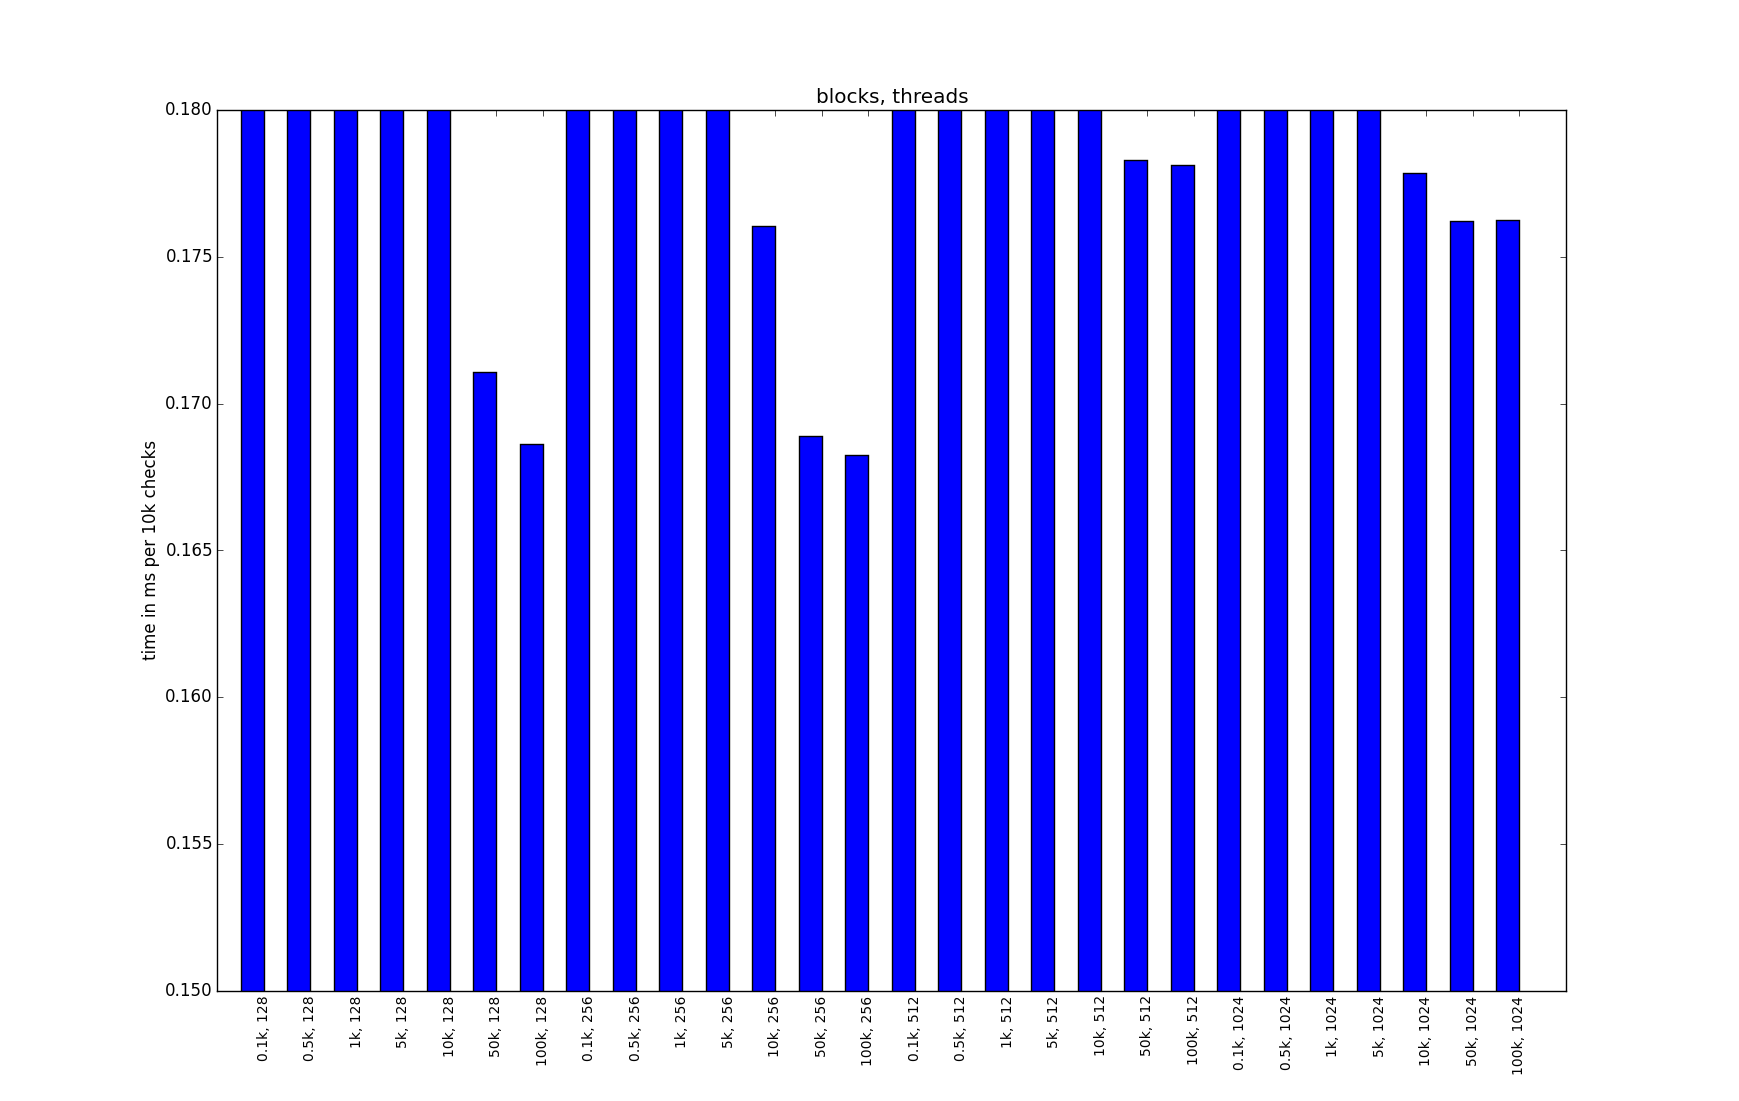 blocks, threads
0.180
0.175
0.170
0.165
0.160
0.155
0.150
time in ms per 10k checks
0.1k, 128
0.5k, 128
1k, 128
5k, 128
10k, 128
50k, 128
100k, 128
0.1k, 256
0.5k, 256
1k, 256
5k, 256
10k, 256
50k, 256
100k, 256
0.1k, 512
0.5k, 512
1k, 512
5k, 512
10k, 512
50k, 512
100k, 512
0.1k, 1024
0.5k, 1024
1k, 1024
5k, 1024
10k, 1024
50k, 1024
100k, 1024